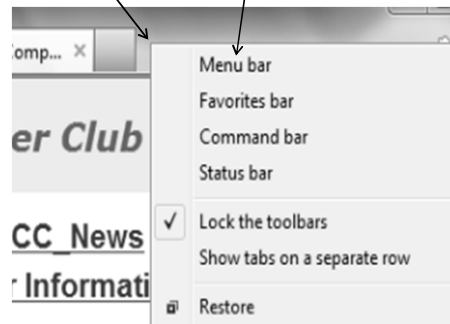 omp...
Menu bar
Favorites bar
er Club
Command bar
Status bar
CC_News
Lock the toolbars
Show tabs on a separate row
r Informati
Restore